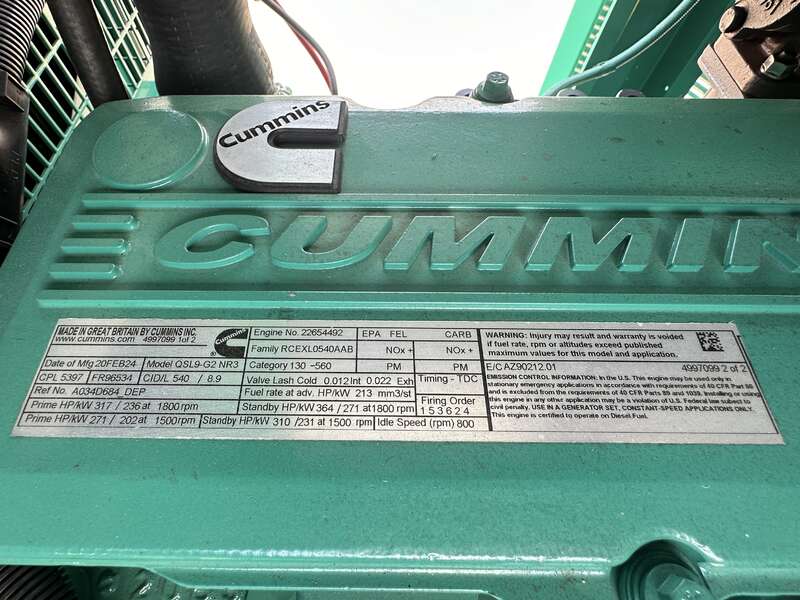 Cummins
CUMMIN
MADE IN GREAT BRITAIN BY CUMMINS INC.
www.cummins.com 4997099 1of 2
Cummins
Date of Mfg 20FEB24 Model QSL9-G2 NR3
CPL 5397 FR96534 CID/L 540 / 8.9
Ref No. A034D684_DEP
Prime HP/kW 317 / 236 at 1800rpm
Prime HP/kW 271 / 202 at 1500rpm
Engine No. 22654492 EPA FEL CARB
Family RCEXL0540AAB NOx + NOx +
Category 130 -560 PM PM
Valve Lash Cold 0.012 Int 0.022 Exh Timing - TDC
Fuel rate at adv. HP/kW 213 mm3/st
Firing Order
1 5 3 6 2 4
Standby HP/kW 364 / 271 at 1800 rpm
Standby HP/kW 310 /231 at 1500 rpm Idle Speed (rpm) 800
WARNING: Injury may result and warranty is voided
if fuel rate, rpm or altitudes exceed published
maximum values for this model and application.
E/C AZ90212.01 4997099 2 of 2
EMISSION CONTROL INFORMATION. This US engine may be used only in
stationary emergency applications in accordance with requirements of 40 CFR Part 60
and is excluded from the requirements of 40 CFR Parts 89 and 1039. Installing or using
this engine in any other application may be a violation of U.S. Federal law subject to
civil penalty. USE IN A GENERATOR SET, CONSTANT-SPEED APPLICATIONS ONLY. This
engine is certified to operate on Diesel Fuel.